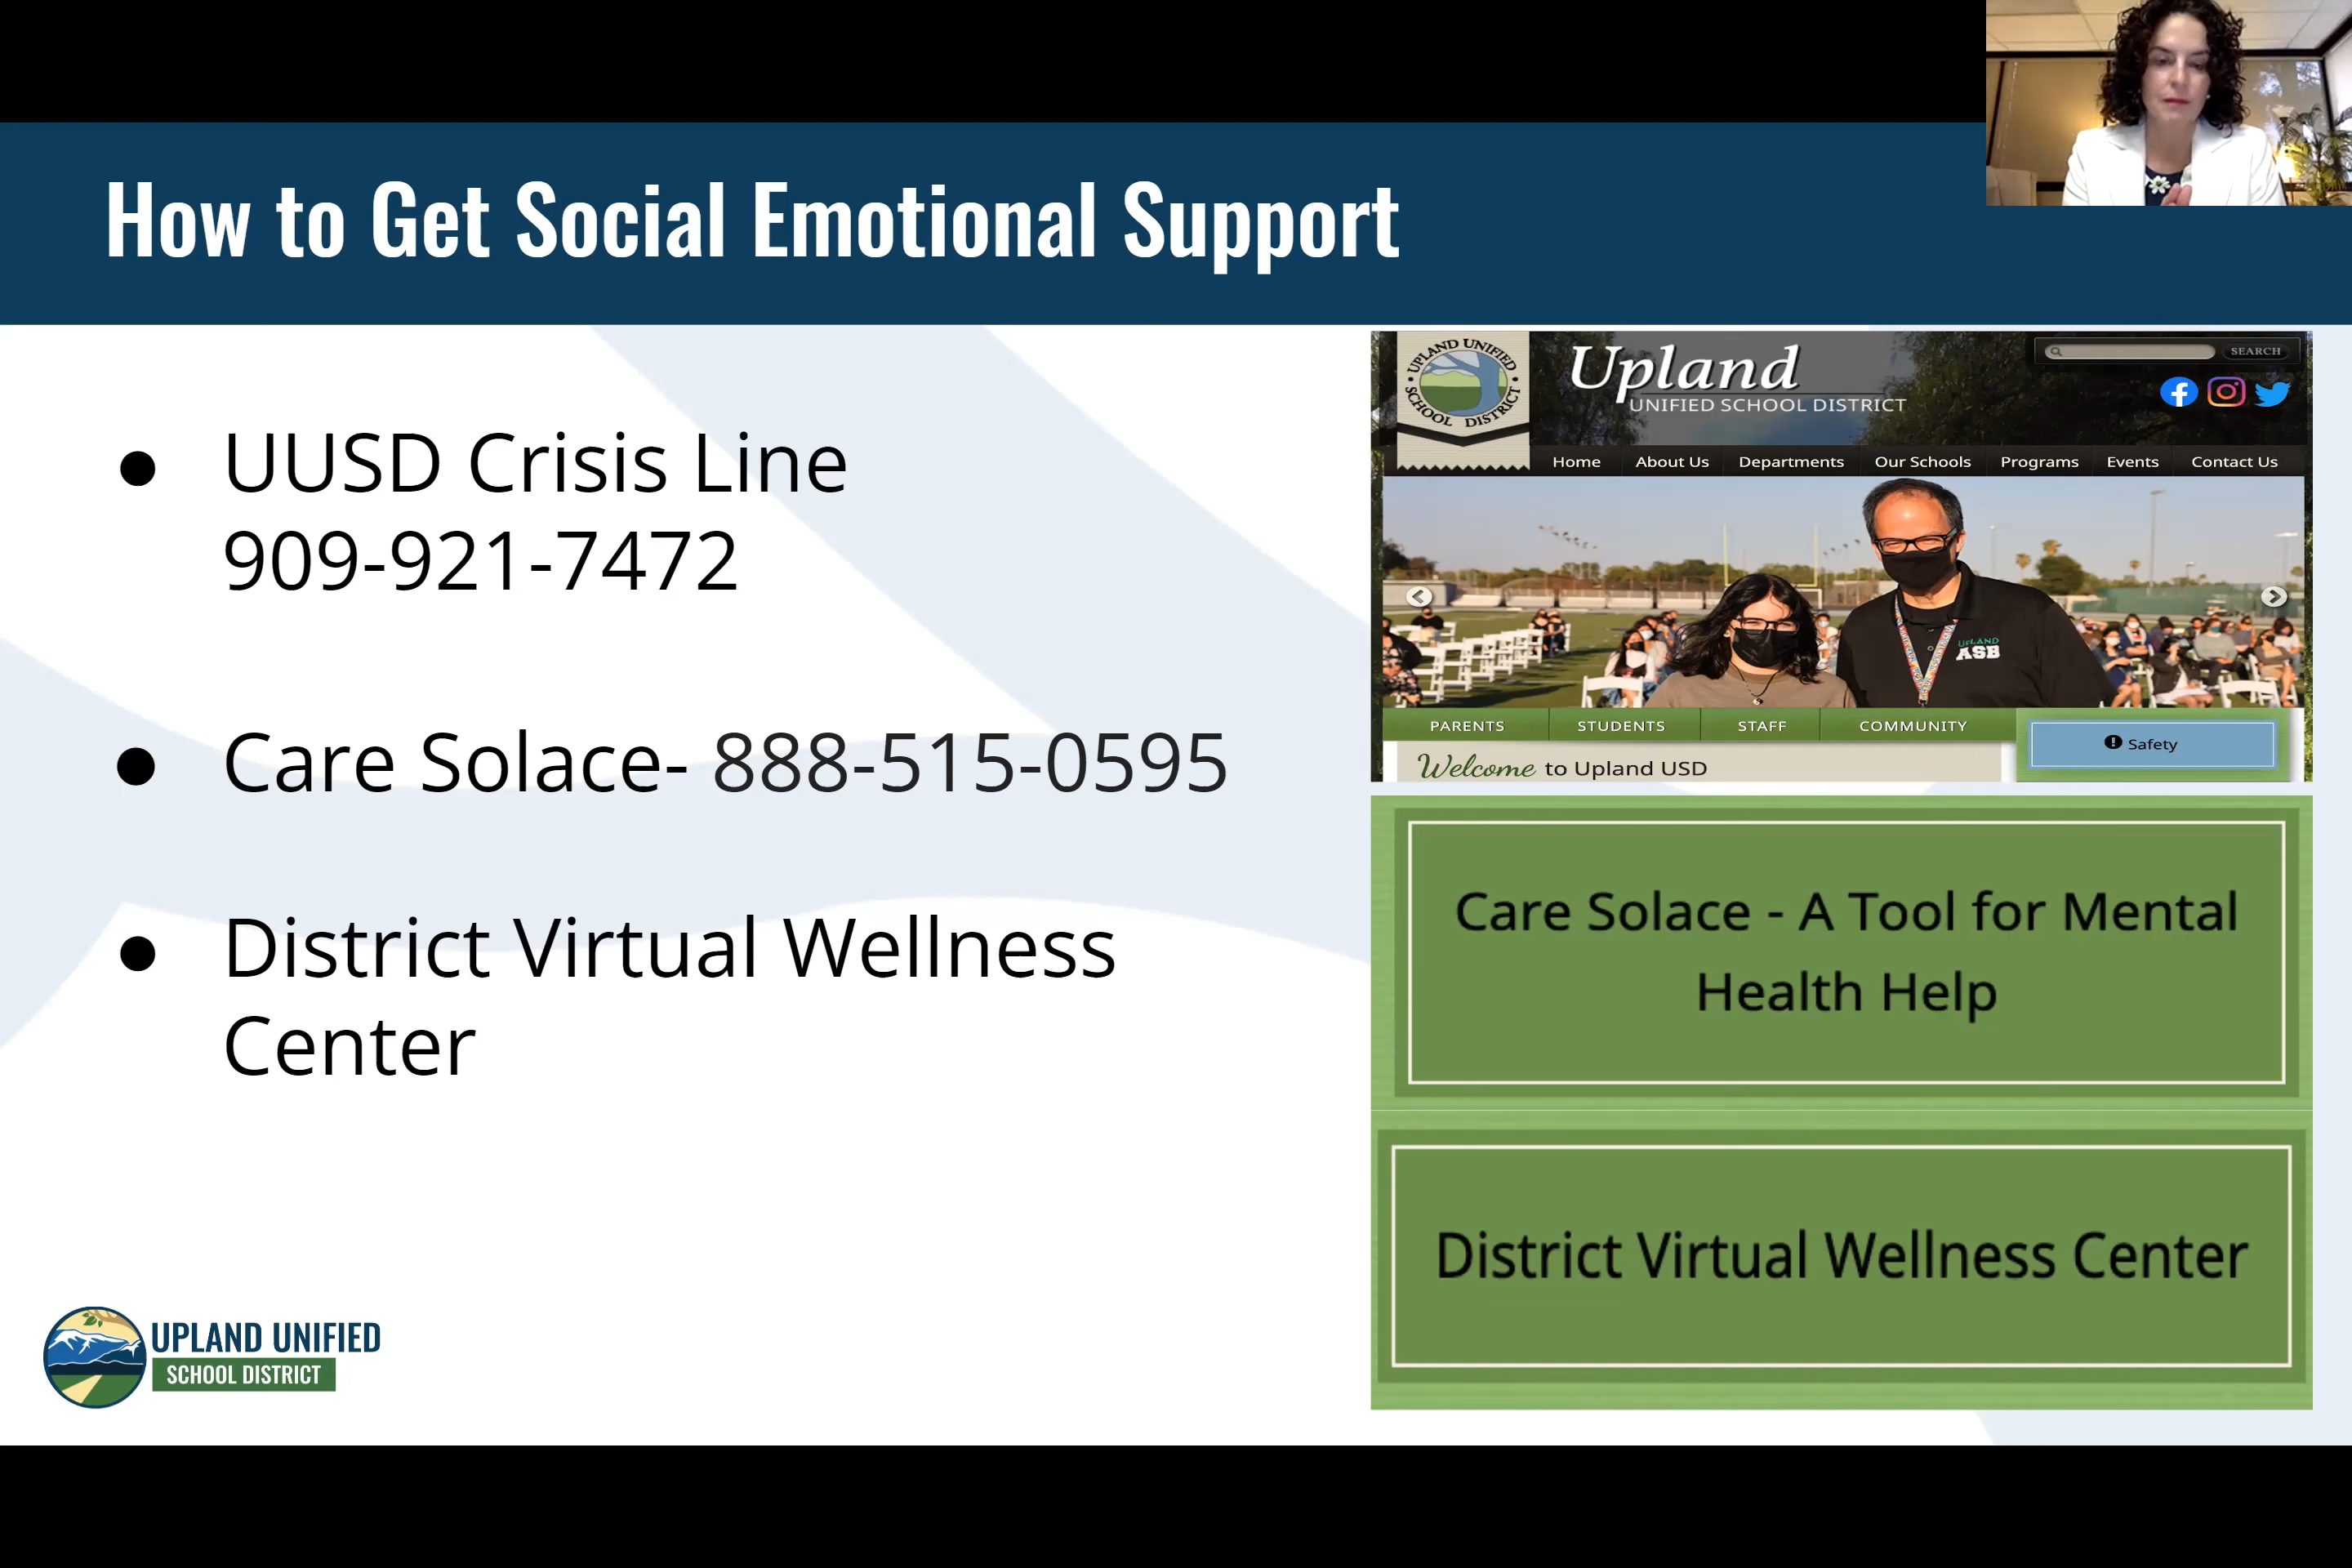 How to Get Social Emotional Support
● UUSD Crisis Line
909-921-7472
● Care Solace- 888-515-0595
● District Virtual Wellness
Center
UPLAND UNIFIED
SCHOOL DISTRICT
UPLAND UNIFIED
SCHOOL DISTRICT
Upland
UNIFIED SCHOOL DISTRICT
SEARCH
Home About Us Departments Our Schools Programs Events Contact Us
UPLAND
ASB
PARENTS STUDENTS STAFF COMMUNITY
Safety
Welcome to Upland USD
Care Solace - A Tool for Mental
Health Help
District Virtual Wellness Center